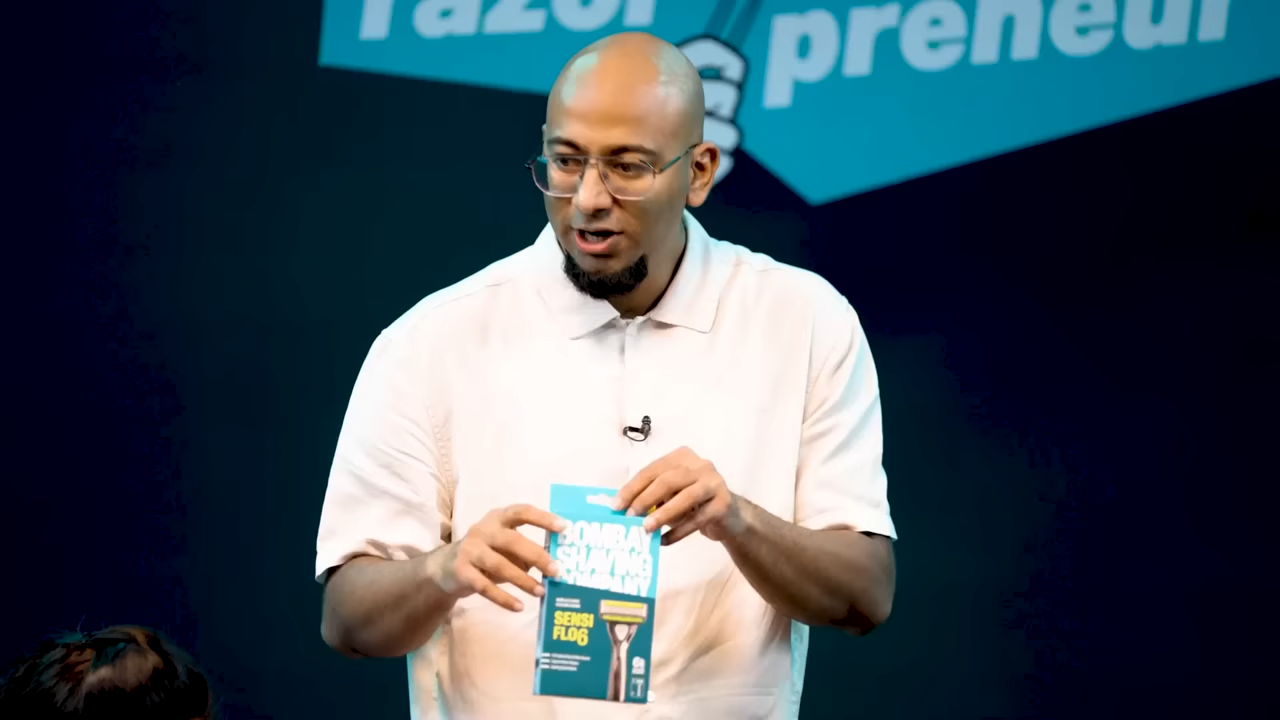 razor
preneur
BOMBAY
SHAVING
COMPANY
SENSI
FLO6